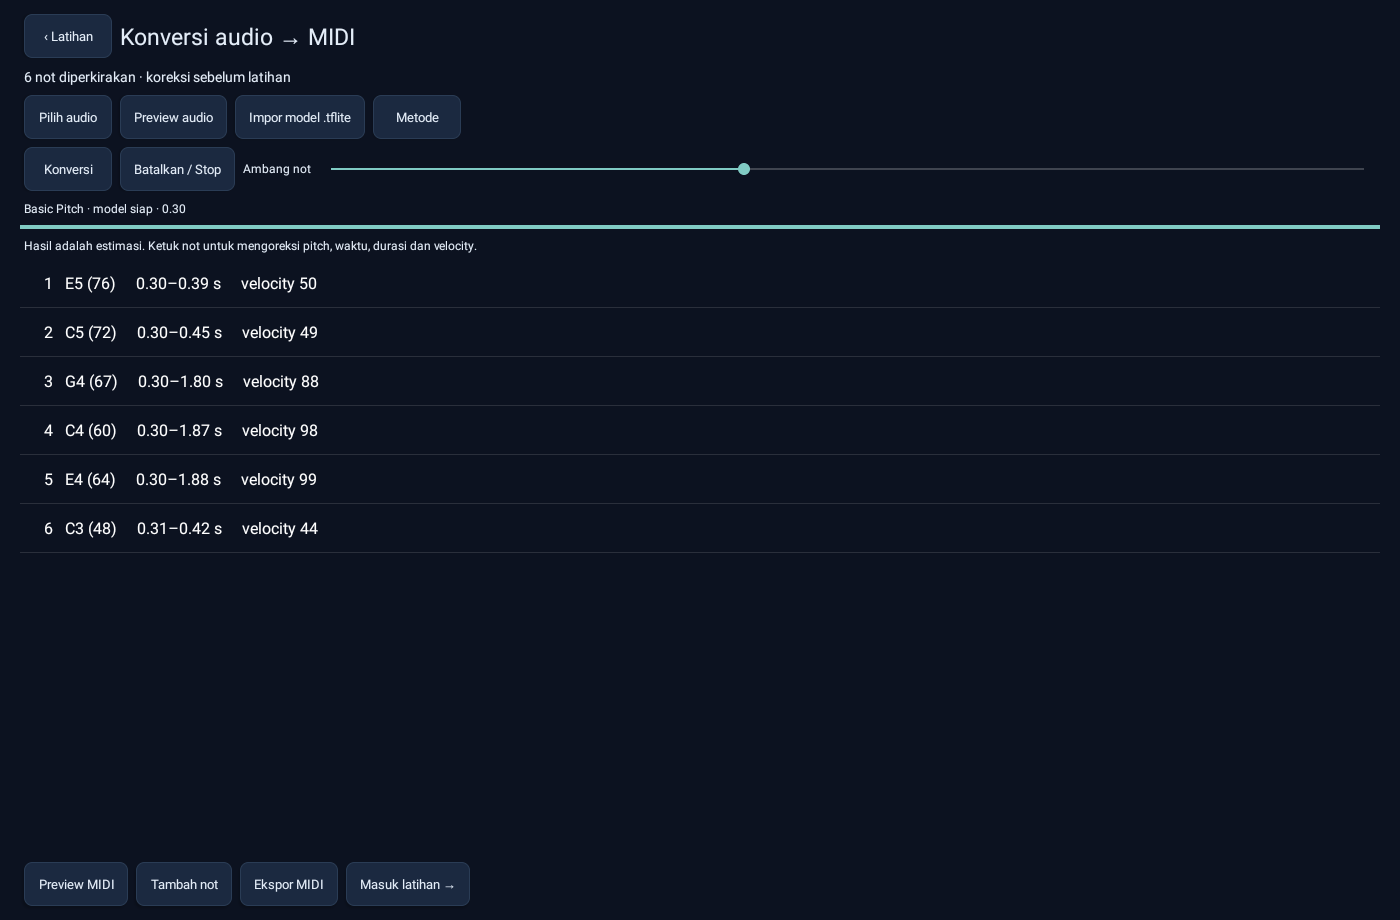 ‹ Latihan Konversi audio → MIDI
6 not diperkirakan · koreksi sebelum latihan
Pilih audio Preview audio Impor model .tflite Metode
Konversi Batalkan / Stop Ambang not
Basic Pitch · model siap · 0.30
Hasil adalah estimasi. Ketuk not untuk mengoreksi pitch, waktu, durasi dan velocity.
1 E5 (76) 0.30–0.39 s velocity 50
2 C5 (72) 0.30–0.45 s velocity 49
3 G4 (67) 0.30–1.80 s velocity 88
4 C4 (60) 0.30–1.87 s velocity 98
5 E4 (64) 0.30–1.88 s velocity 99
6 C3 (48) 0.31–0.42 s velocity 44
Preview MIDI Tambah not Ekspor MIDI Masuk latihan →